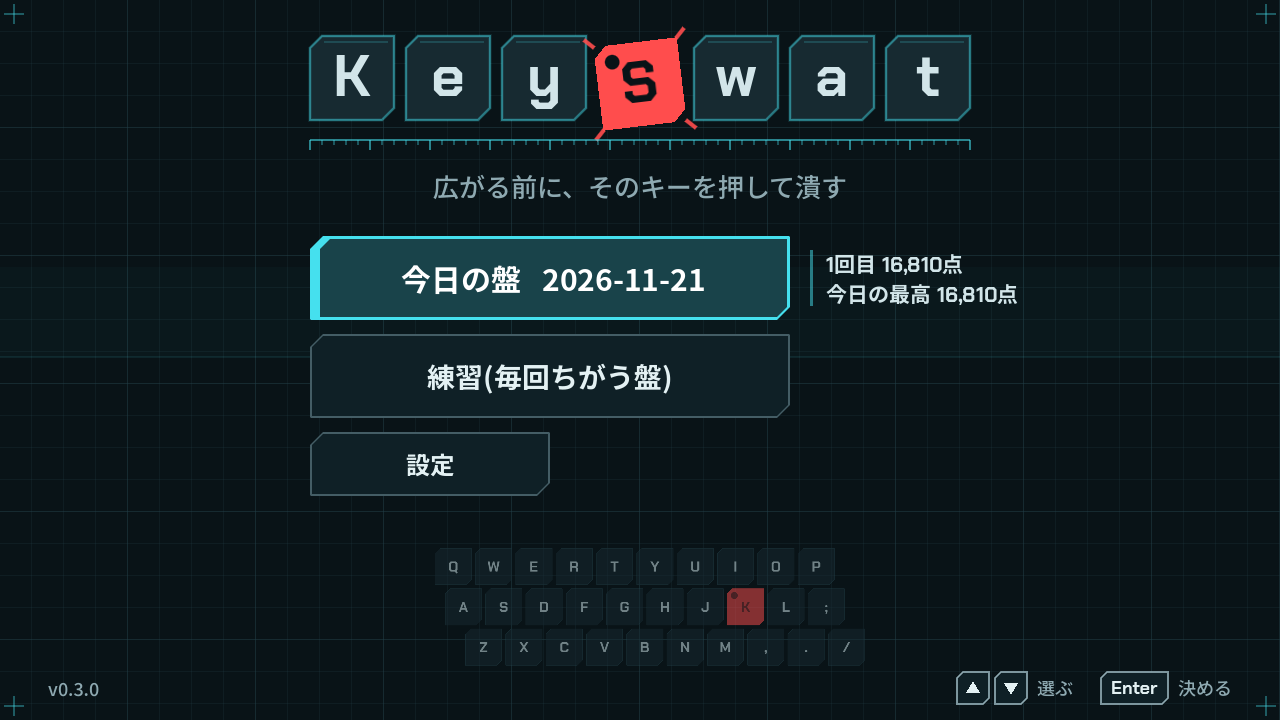 KeySwat
広がる前に、そのキーを押して潰す
今日の盤 2026-11-21
1回目 16,810点
今日の最高 16,810点
練習(毎回ちがう盤)
設定
Q W E R T Y U I O P
A S D F G H J K L ;
Z X C V B N M , . /
v0.3.0
▲ ▼ 選ぶ Enter 決める